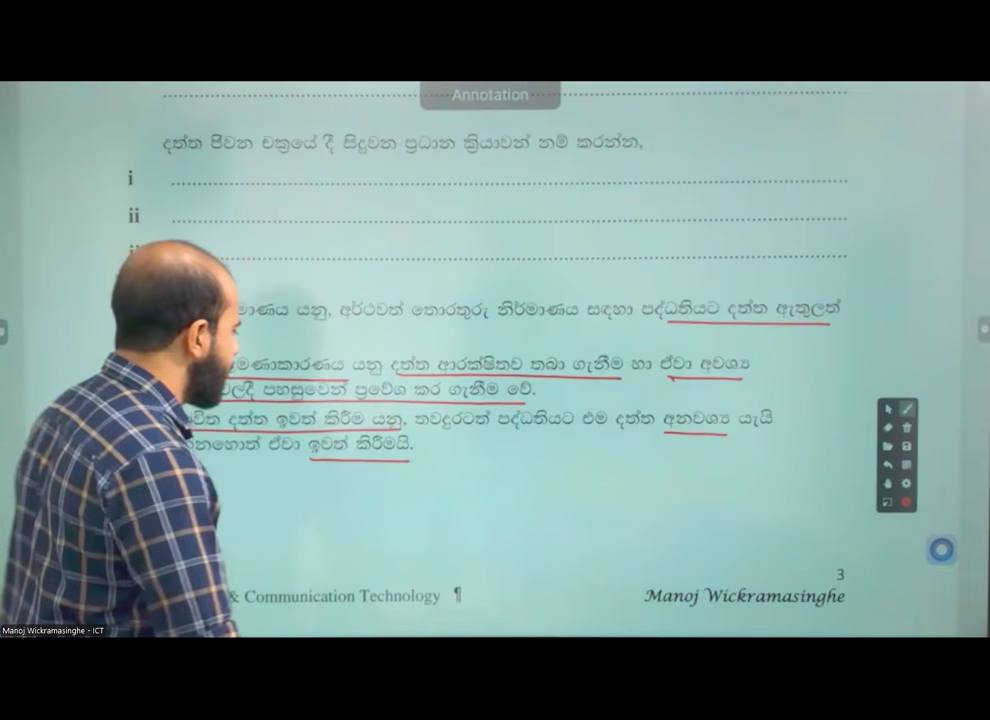 Annotation
දත්ත ජීවන චක්‍රයේ දී සිදුවන ප්‍රධාන ක්‍රියාවන් නම් කරන්න,
i
ii
යනු, අර්ථවත් තොරතුරු නිර්මාණය සඳහා පද්ධතියට දත්ත ඇතුලත්
යනු දත්ත ආරක්ෂිතව තබා ගැනීම හා ඒවා අවශ්‍ය
පහසුවෙන් ප්‍රවේශ කර ගැනීම වේ.
දත්ත ඉවත් කිරීම යනු, තවදුරටත් පද්ධතියට එම දත්ත අනවශ්‍ය යැයි
ඒවා ඉවත් කිරීමයි.
3
& Communication Technology ¶ Manoj Wickramasinghe
Manoj Wickramasinghe - ICT